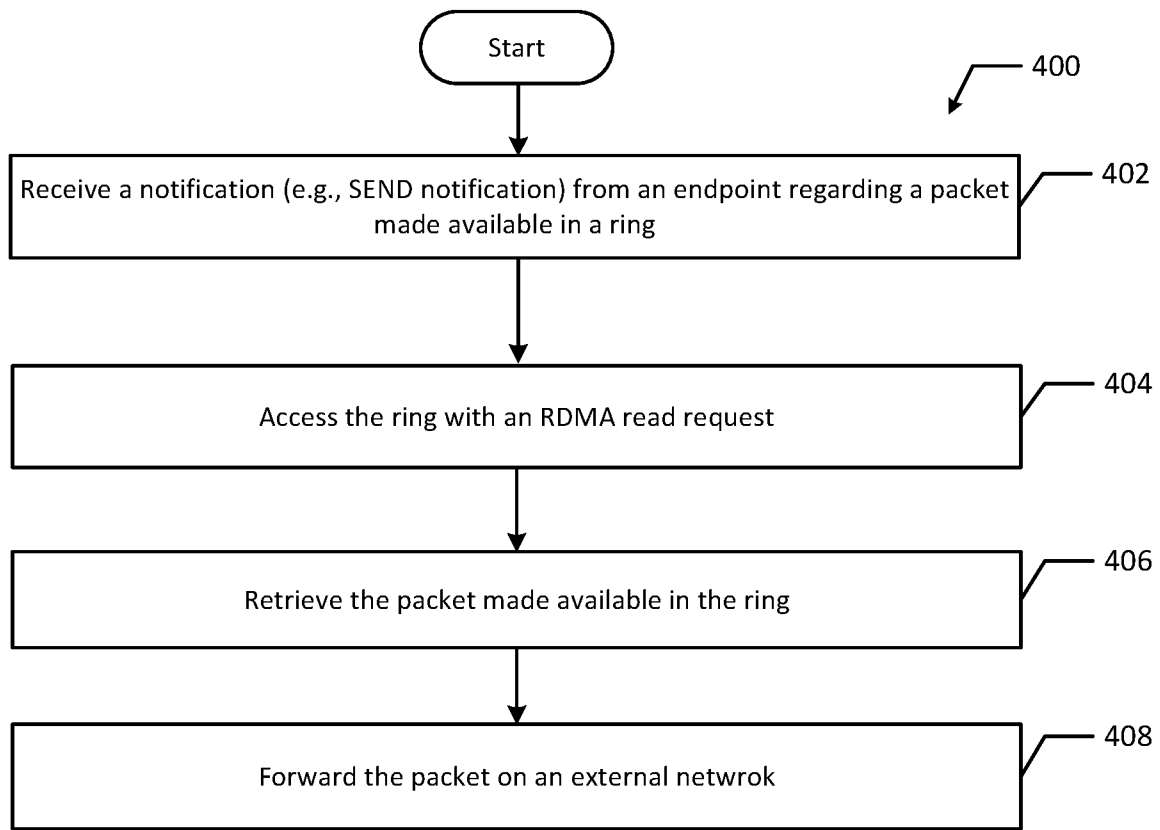 Start
400
Receive a notification (e.g., SEND notification) from an endpoint regarding a packet
made available in a ring
402
Access the ring with an RDMA read request
404
Retrieve the packet made available in the ring
406
Forward the packet on an external netwrok
408